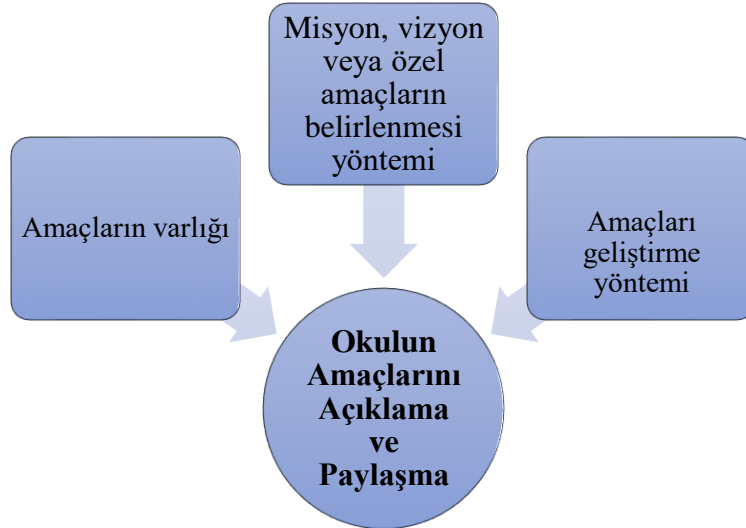 Misyon, vizyon
veya özel
amaçların
belirlenmesi
yöntemi
Amaçların varlığı
Amaçları
geliştirme
yöntemi
Okulun
Amaçlarını
Açıklama
ve
Paylaşma